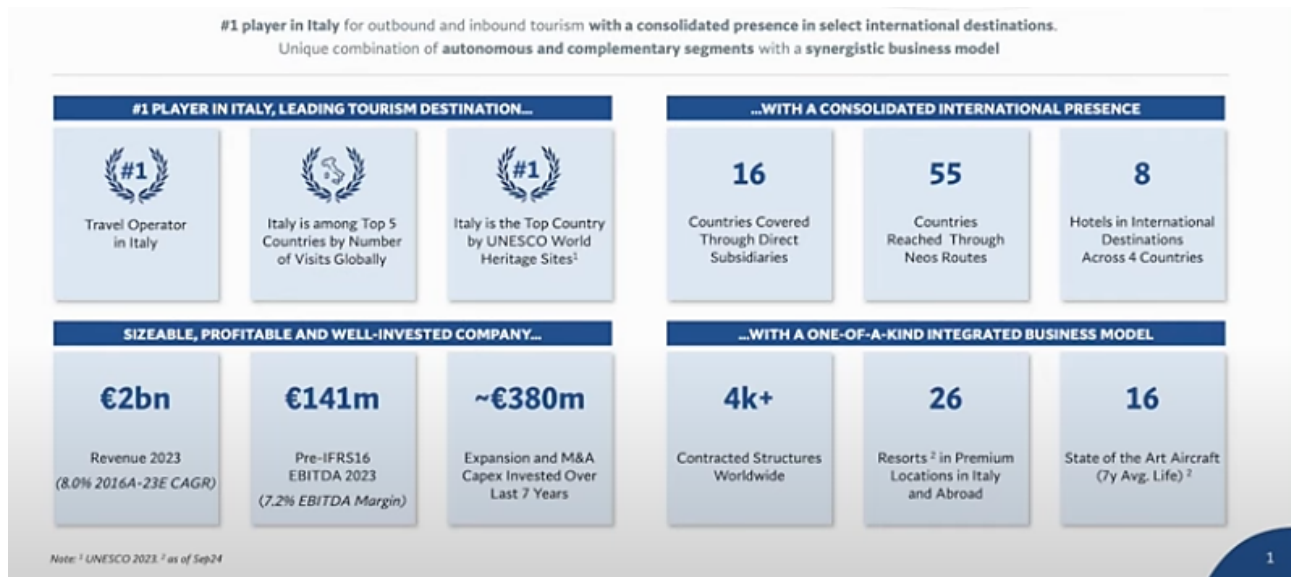 #1 player in Italy for outbound and inbound tourism with a consolidated presence in select international destinations.
Unique combination of autonomous and complementary segments with a synergistic business model
#1 PLAYER IN ITALY, LEADING TOURISM DESTINATION...
#1
Travel Operator
in Italy
Italy is among Top 5
Countries by Number
of Visits Globally
#1
Italy is the Top Country
by UNESCO World
Heritage Sites¹
...WITH A CONSOLIDATED INTERNATIONAL PRESENCE
16
Countries Covered
Through Direct
Subsidiaries
55
Countries
Reached Through
Neos Routes
8
Hotels in International
Destinations
Across 4 Countries
SIZEABLE, PROFITABLE AND WELL-INVESTED COMPANY...
€2bn
Revenue 2023
(8.0% 2016A-23E CAGR)
€141m
Pre-IFRS16
EBITDA 2023
(7.2% EBITDA Margin)
~€380m
Expansion and M&A
Capex Invested Over
Last 7 Years
...WITH A ONE-OF-A-KIND INTEGRATED BUSINESS MODEL
4k+
Contracted Structures
Worldwide
26
Resorts ² in Premium
Locations in Italy
and Abroad
16
State of the Art Aircraft
(7y Avg. Life) ²
Note: ¹ UNESCO 2023. ² as of Sep24
1